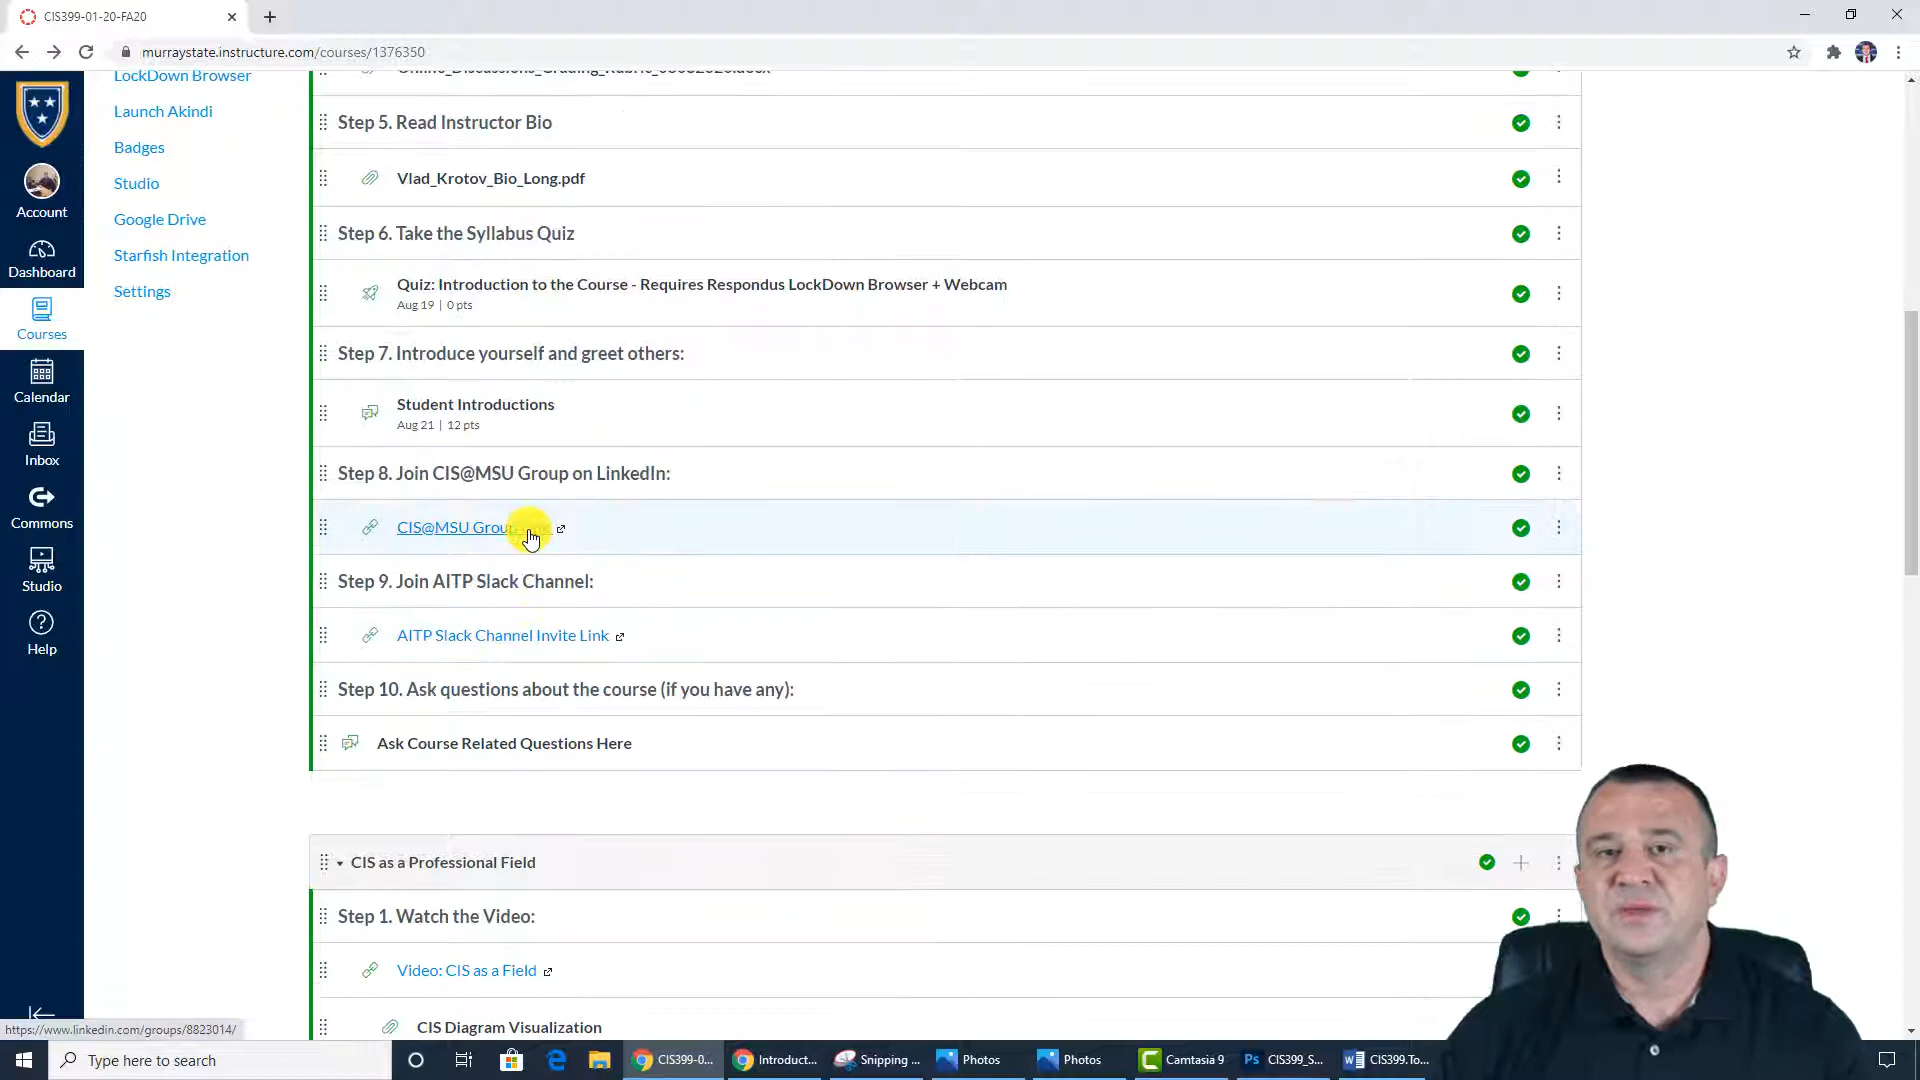 CIS399-01-20-FA20
murraystate.instructure.com/courses/1376350
LockDown Browser
Launch Akindi
Badges
Studio
Google Drive
Starfish Integration
Settings
Account
Dashboard
Courses
Calendar
Inbox
Commons
Studio
Help
Step 5. Read Instructor Bio
Vlad_Krotov_Bio_Long.pdf
Step 6. Take the Syllabus Quiz
Quiz: Introduction to the Course - Requires Respondus LockDown Browser + Webcam
Aug 19 | 0 pts
Step 7. Introduce yourself and greet others:
Student Introductions
Aug 21 | 12 pts
Step 8. Join CIS@MSU Group on LinkedIn:
CIS@MSU Group
Step 9. Join AITP Slack Channel:
AITP Slack Channel Invite Link
Step 10. Ask questions about the course (if you have any):
Ask Course Related Questions Here
CIS as a Professional Field
Step 1. Watch the Video:
Video: CIS as a Field
CIS Diagram Visualization
https://www.linkedin.com/groups/8823014/
Type here to search
CIS399-0...
Introduct...
Snipping ...
Photos
Photos
Camtasia 9
CIS399_S...
CIS399.To...